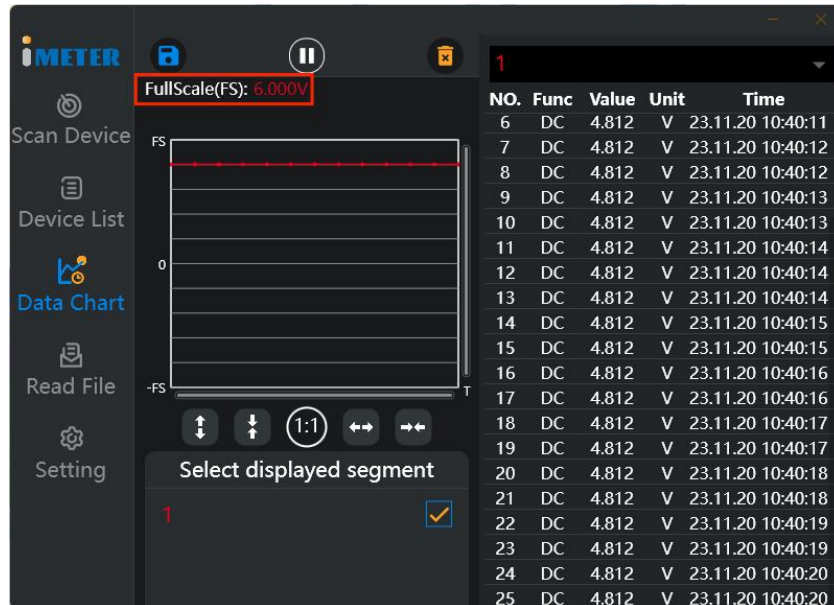 iMETER
Scan Device
Device List
Data Chart
Read File
Setting
FullScale(FS): 6.000V
FS
0
-FS
T
1:1
Select displayed segment
1
1
NO. Func Value Unit Time
6 DC 4.812 V 23.11.20 10:40:11
7 DC 4.812 V 23.11.20 10:40:12
8 DC 4.812 V 23.11.20 10:40:12
9 DC 4.812 V 23.11.20 10:40:13
10 DC 4.812 V 23.11.20 10:40:13
11 DC 4.812 V 23.11.20 10:40:14
12 DC 4.812 V 23.11.20 10:40:14
13 DC 4.812 V 23.11.20 10:40:14
14 DC 4.812 V 23.11.20 10:40:15
15 DC 4.812 V 23.11.20 10:40:15
16 DC 4.812 V 23.11.20 10:40:16
17 DC 4.812 V 23.11.20 10:40:16
18 DC 4.812 V 23.11.20 10:40:17
19 DC 4.812 V 23.11.20 10:40:17
20 DC 4.812 V 23.11.20 10:40:18
21 DC 4.812 V 23.11.20 10:40:18
22 DC 4.812 V 23.11.20 10:40:19
23 DC 4.812 V 23.11.20 10:40:19
24 DC 4.812 V 23.11.20 10:40:20
25 DC 4.812 V 23.11.20 10:40:20